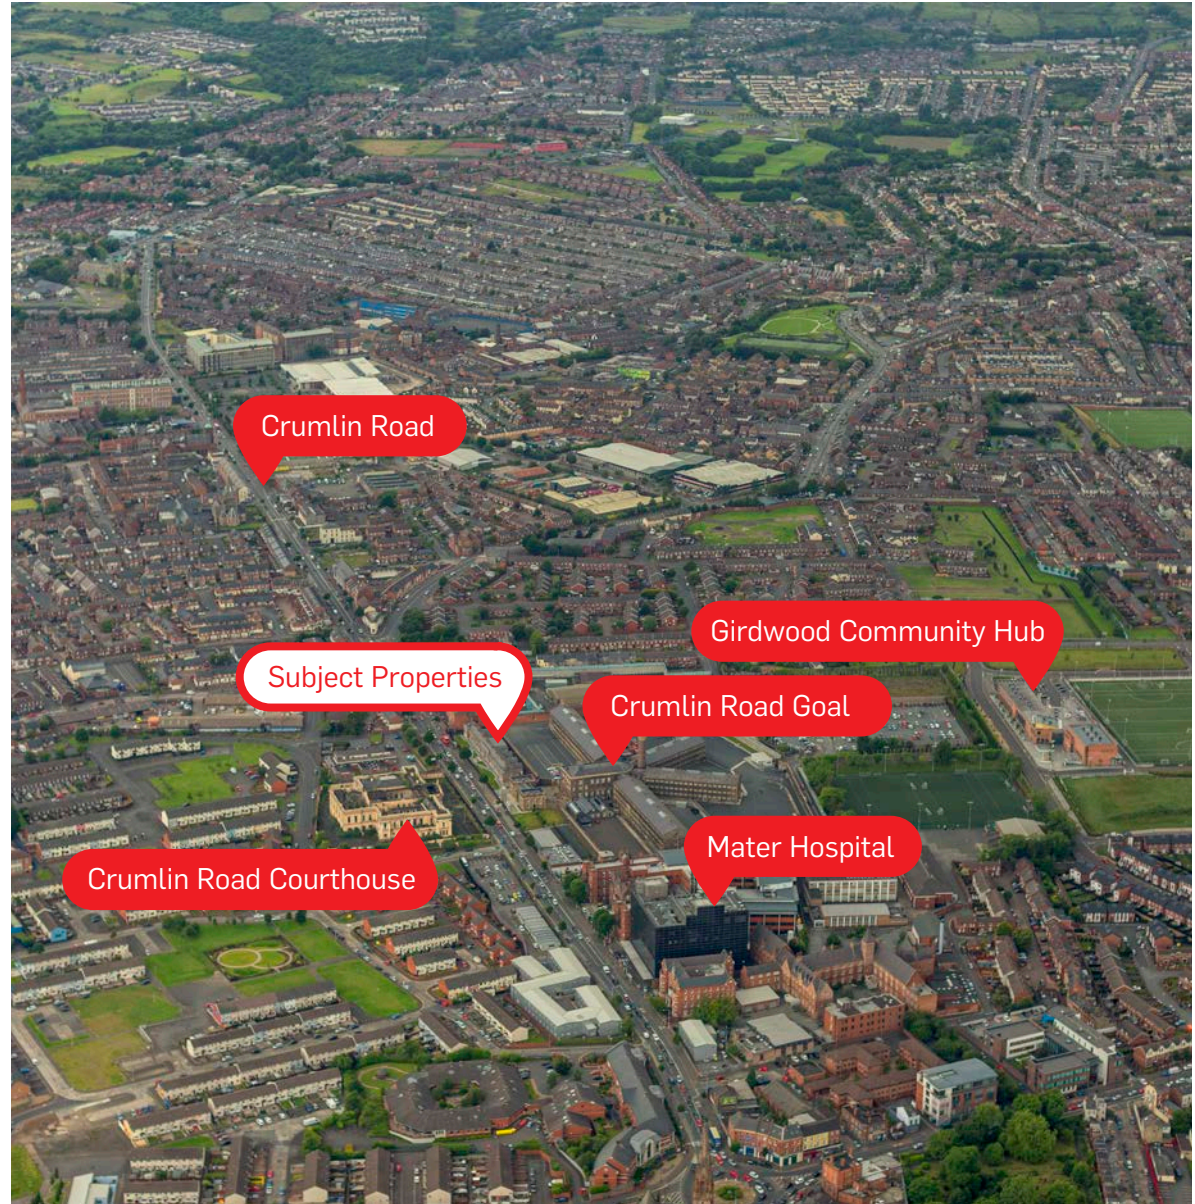 Crumlin Road
Girdwood Community Hub
Subject Properties
Crumlin Road Goal
Mater Hospital
Crumlin Road Courthouse